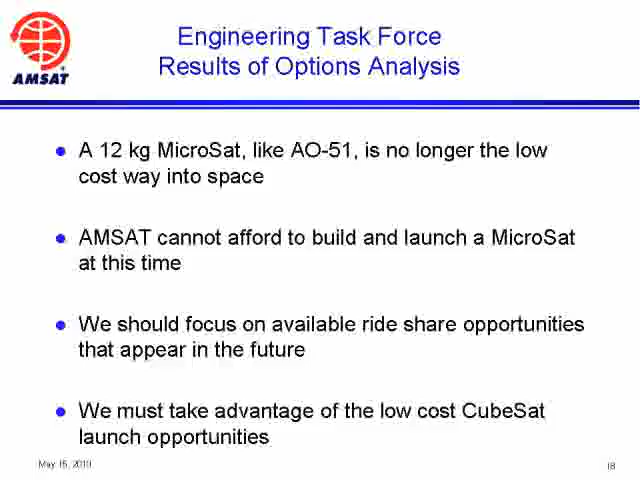 Engineering Task Force
Results of Options Analysis
AMSAT
A 12 kg MicroSat, like AO-51, is no longer the low
cost way into space
AMSAT cannot afford to build and launch a MicroSat
at this time
We should focus on available ride share opportunities
that appear in the future
We must take advantage of the low cost CubeSat
launch opportunities
May 15, 2010
18